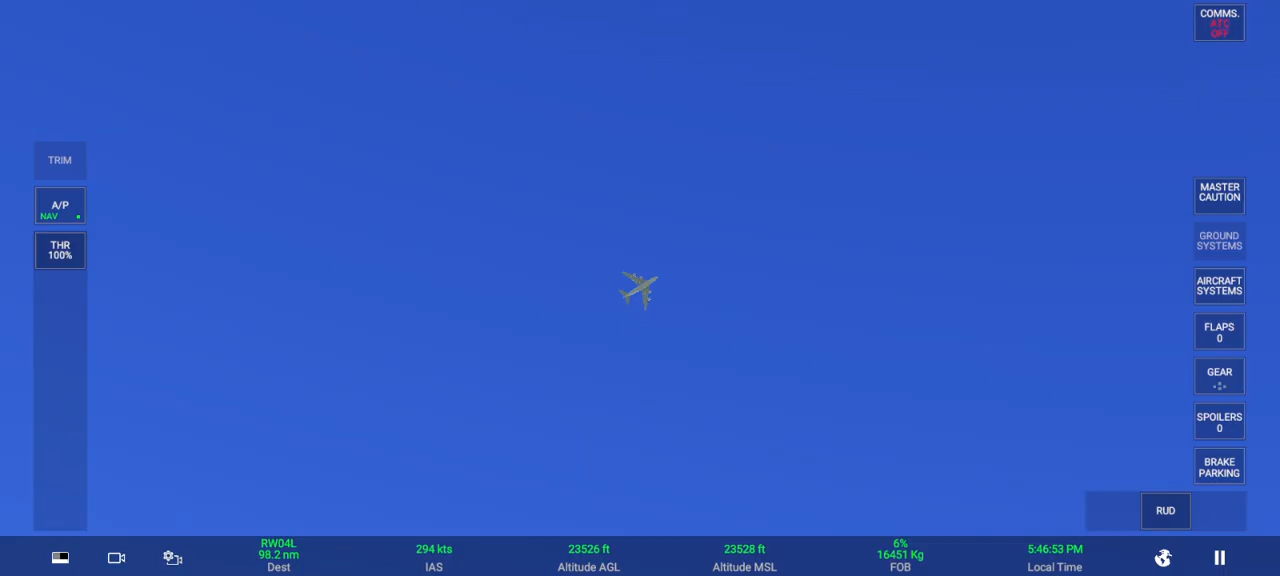 COMMS.
ATC
OFF
TRIM
A/P
NAV
THR
100%
MASTER
CAUTION
GROUND
SYSTEMS
AIRCRAFT
SYSTEMS
FLAPS
0
GEAR
SPOILERS
0
BRAKE
PARKING
RUD
RW04L
98.2 nm
Dest
294 kts
IAS
23526 ft
Altitude AGL
23528 ft
Altitude MSL
6%
16451 Kg
FOB
5:46:53 PM
Local Time